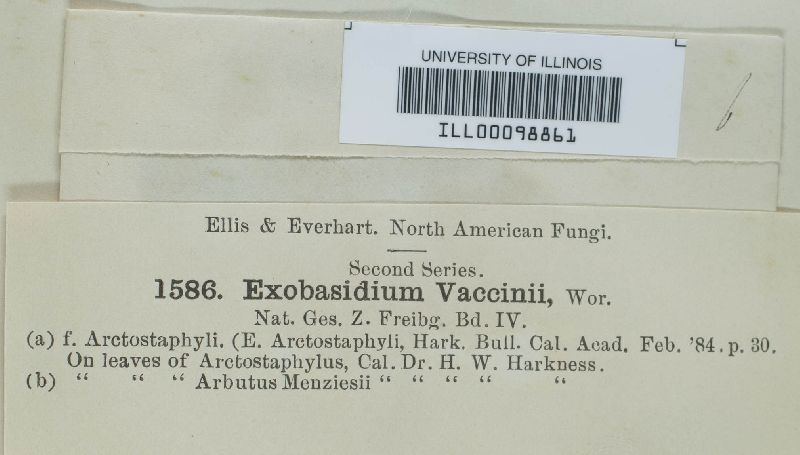 UNIVERSITY OF ILLINOIS
ILL00098861
b
Ellis & Everhart. North American Fungi.
Second Series.
1586. Exobasidium Vaccinii, Wor.
Nat. Ges. Z. Freibg. Bd. IV.
(a) f. Arctostaphyli. (E. Arctostaphyli, Hark. Bull. Cal. Acad. Feb. '84. p. 30.
On leaves of Arctostaphylus, Cal. Dr. H. W. Harkness.
(b) “ “ “ Arbutus Menziesii “ “ “ “ “